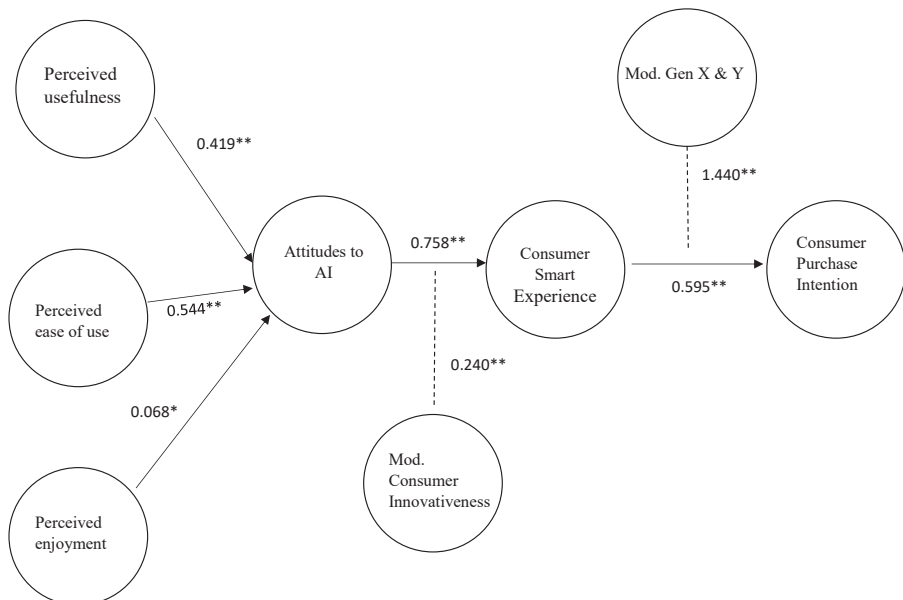 Perceived
usefulness
Mod. Gen X & Y
0.419**
1.440**
Attitudes to
AI
0.758**
Consumer
Smart
Experience
0.595**
Consumer
Purchase
Intention
Perceived
ease of use
0.544**
0.240**
0.068*
Mod.
Consumer
Innovativeness
Perceived
enjoyment